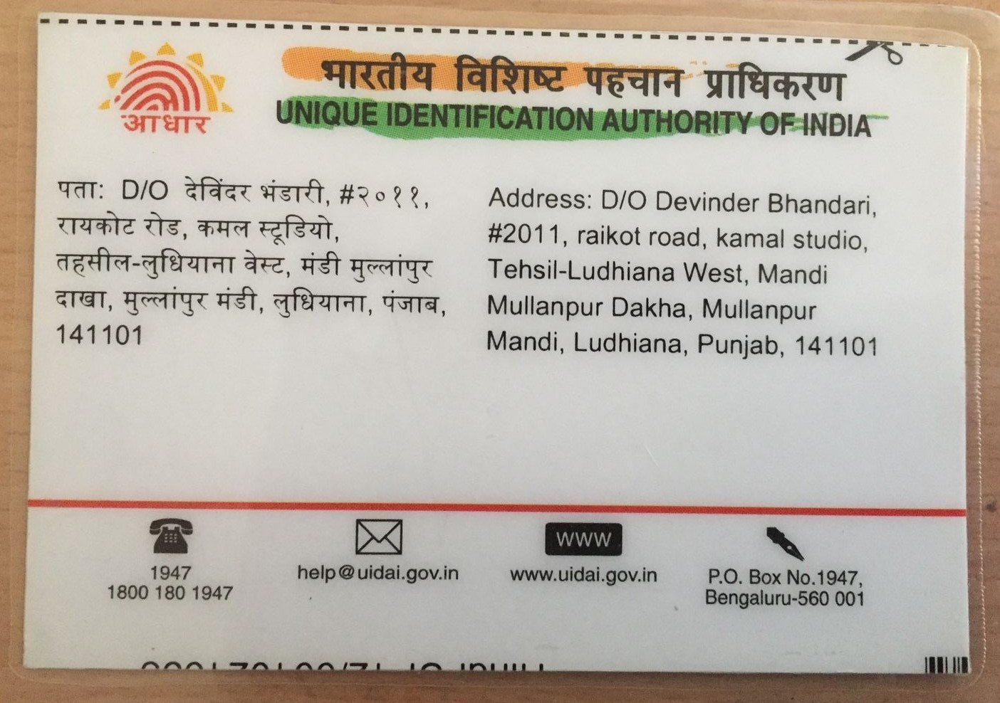 भारतीय विशिष्ट पहचान प्राधिकरण
UNIQUE IDENTIFICATION AUTHORITY OF INDIA
आधार
पता: D/O देविंदर भंडारी, #२०११,
रायकोट रोड, कमल स्टूडियो,
तहसील-लुधियाना वेस्ट, मंडी मुल्लांपुर
दाखा, मुल्लांपुर मंडी, लुधियाना, पंजाब,
141101
Address: D/O Devinder Bhandari,
#2011, raikot road, kamal studio,
Tehsil-Ludhiana West, Mandi
Mullanpur Dakha, Mullanpur
Mandi, Ludhiana, Punjab, 141101
1947
1800 180 1947
help@uidai.gov.in
WWW
www.uidai.gov.in
P.O. Box No.1947,
Bengaluru-560 001